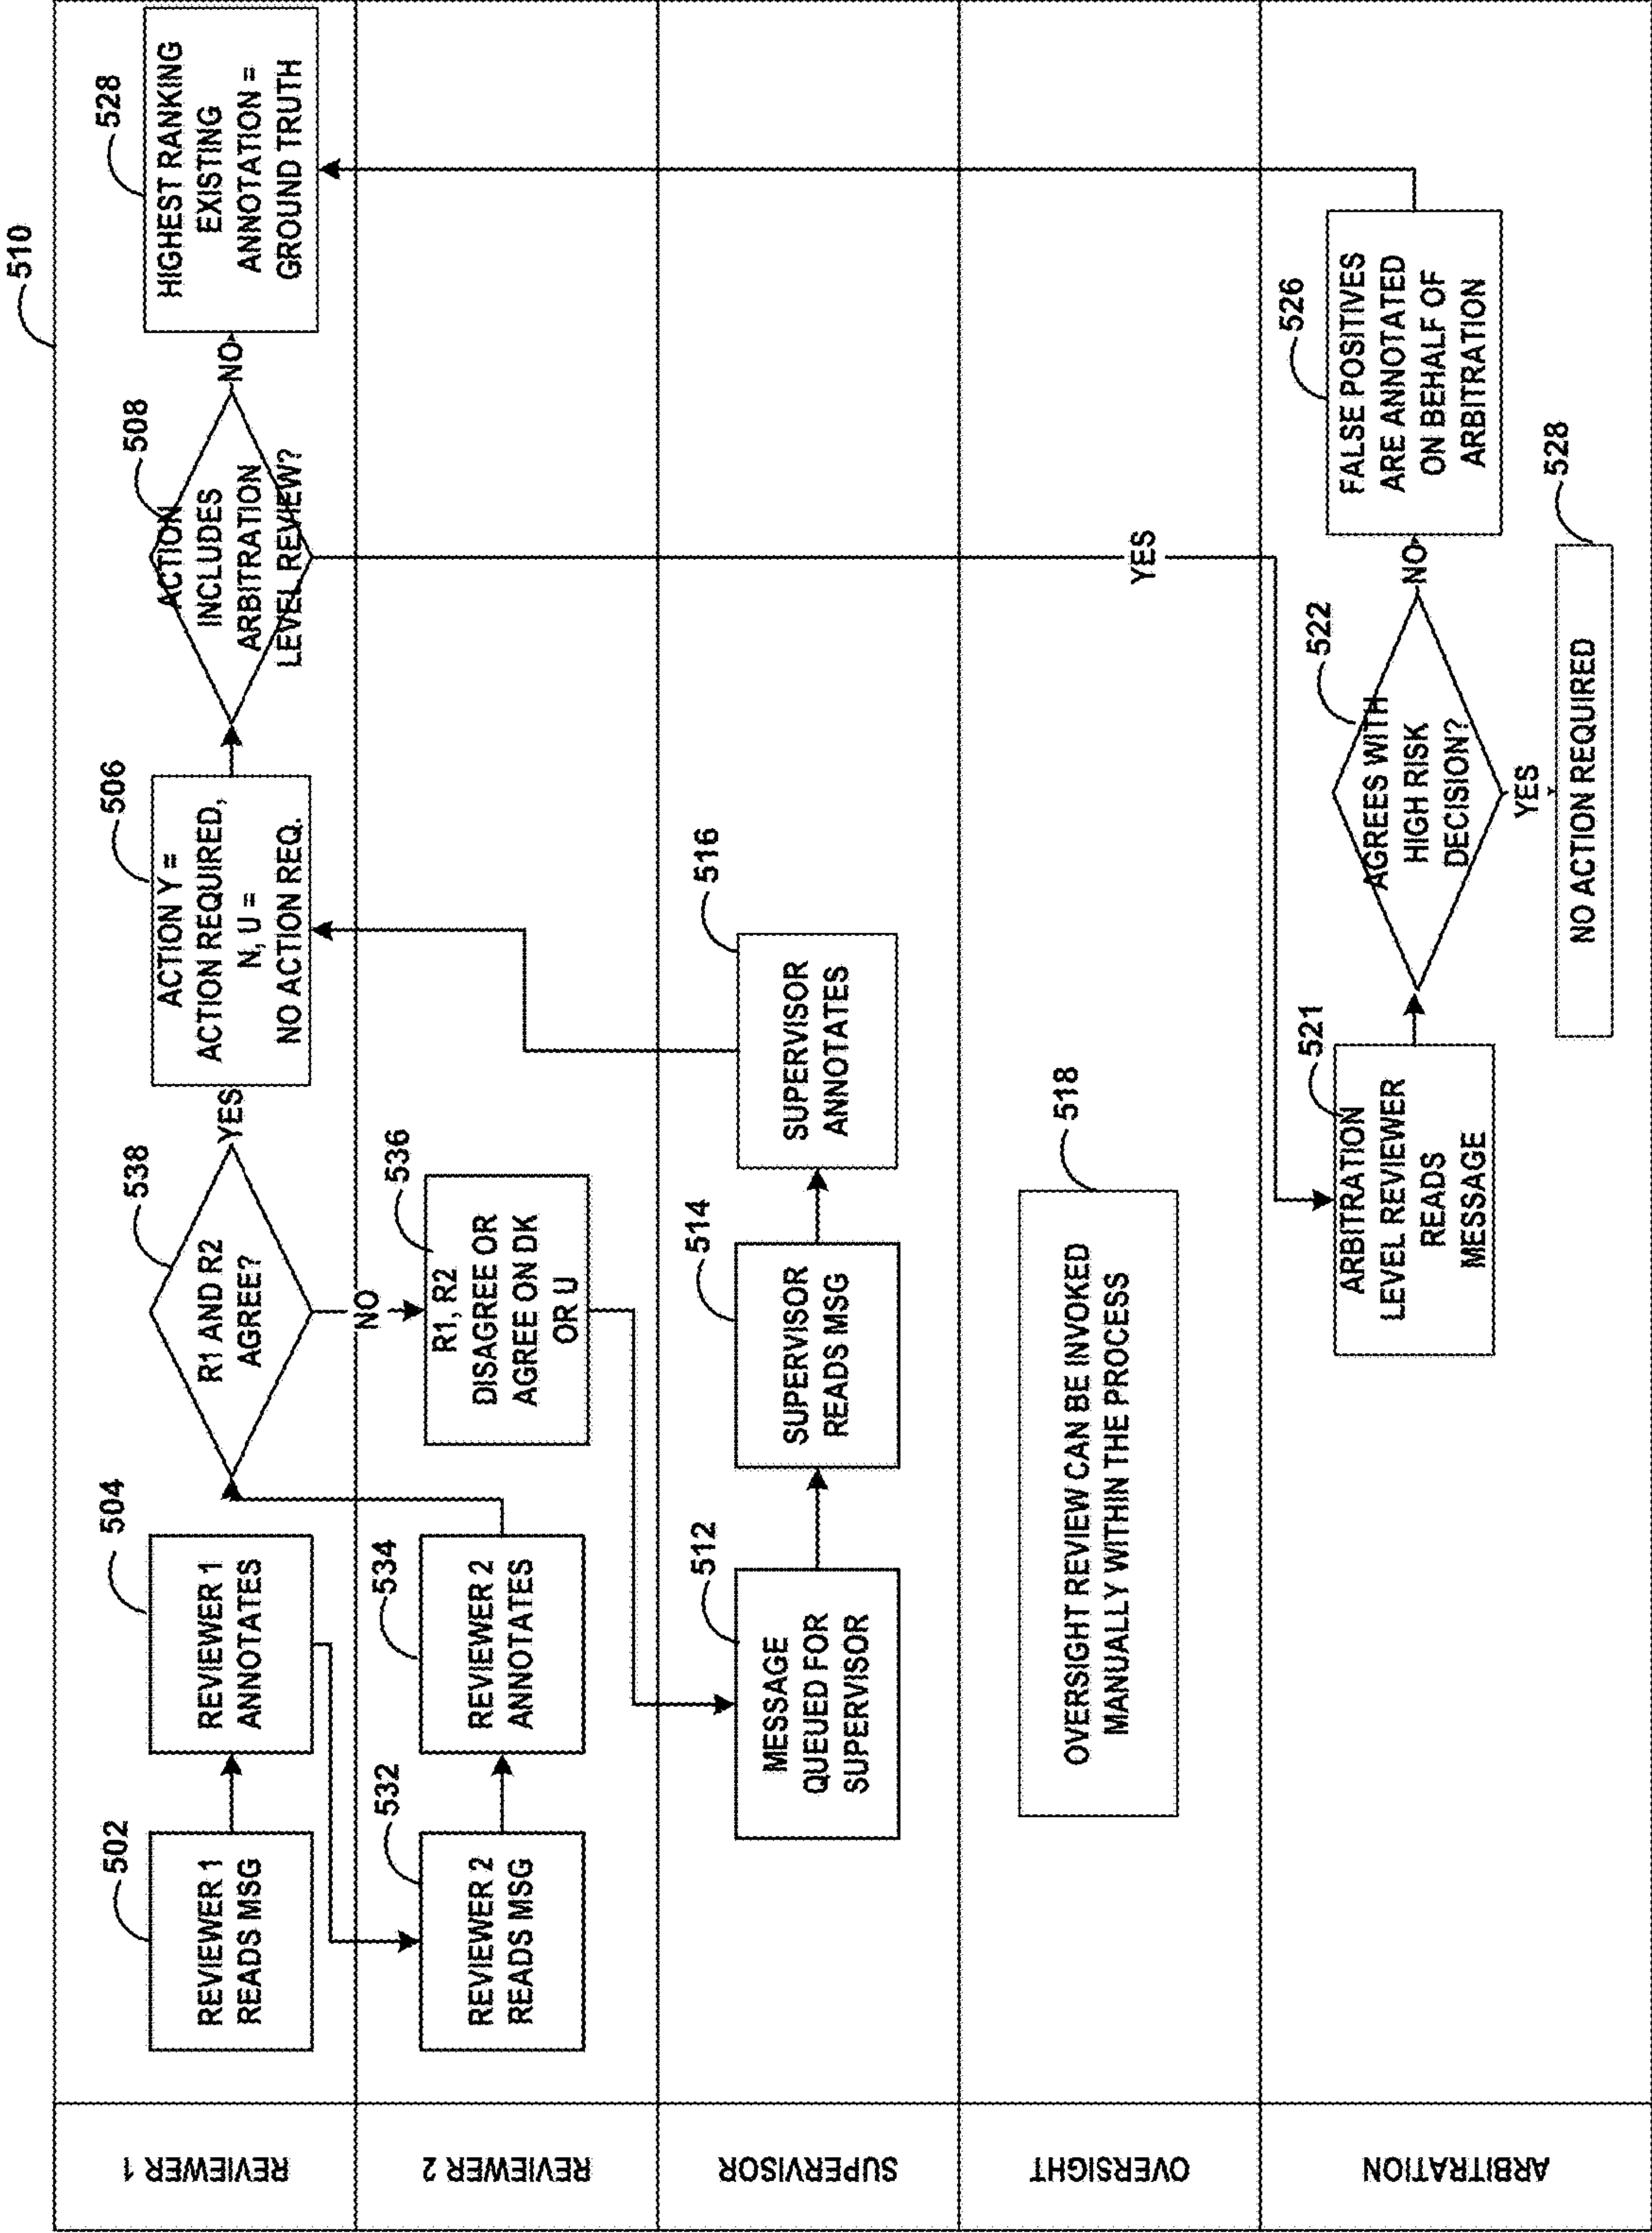 510
REVIEWER 1
502
REVIEWER 1
READS MSG
504
REVIEWER 1
ANNOTATES
538
R1 AND R2
AGREE?
YES
NO
506
ACTION Y =
ACTION REQUIRED,
N, U =
NO ACTION REQ.
508
ACTION
INCLUDES
ARBITRATION
LEVEL REVIEW?
NO
YES
528
HIGHEST RANKING
EXISTING
ANNOTATION =
GROUND TRUTH
REVIEWER 2
532
REVIEWER 2
READS MSG
534
REVIEWER 2
ANNOTATES
536
R1, R2
DISAGREE OR
AGREE ON DK
OR U
SUPERVISOR
512
MESSAGE
QUEUED FOR
SUPERVISOR
514
SUPERVISOR
READS MSG
516
SUPERVISOR
ANNOTATES
OVERSIGHT
518
OVERSIGHT REVIEW CAN BE INVOKED
MANUALLY WITHIN THE PROCESS
ARBITRATION
521
ARBITRATION
LEVEL REVIEWER
READS
MESSAGE
522
AGREES WITH
HIGH RISK
DECISION?
NO
YES
526
FALSE POSITIVES
ARE ANNOTATED
ON BEHALF OF
ARBITRATION
528
NO ACTION REQUIRED